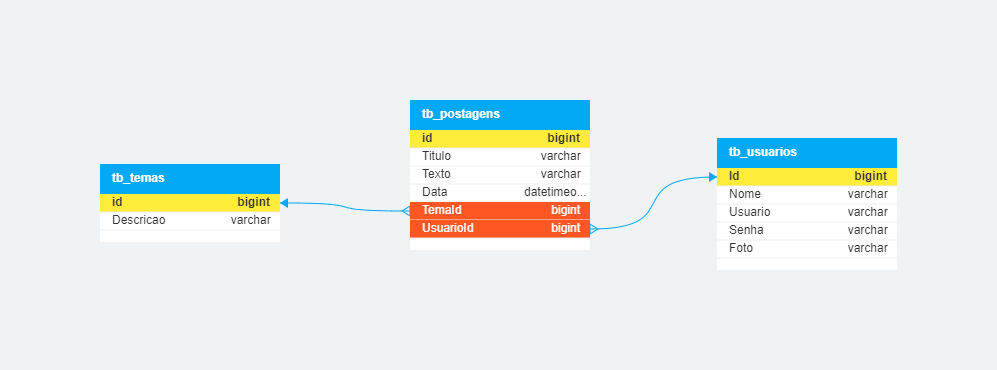 tb_temas
id bigint
Descricao varchar
tb_postagens
id bigint
Titulo varchar
Texto varchar
Data datetimeo...
TemaId bigint
UsuarioId bigint
tb_usuarios
Id bigint
Nome varchar
Usuario varchar
Senha varchar
Foto varchar